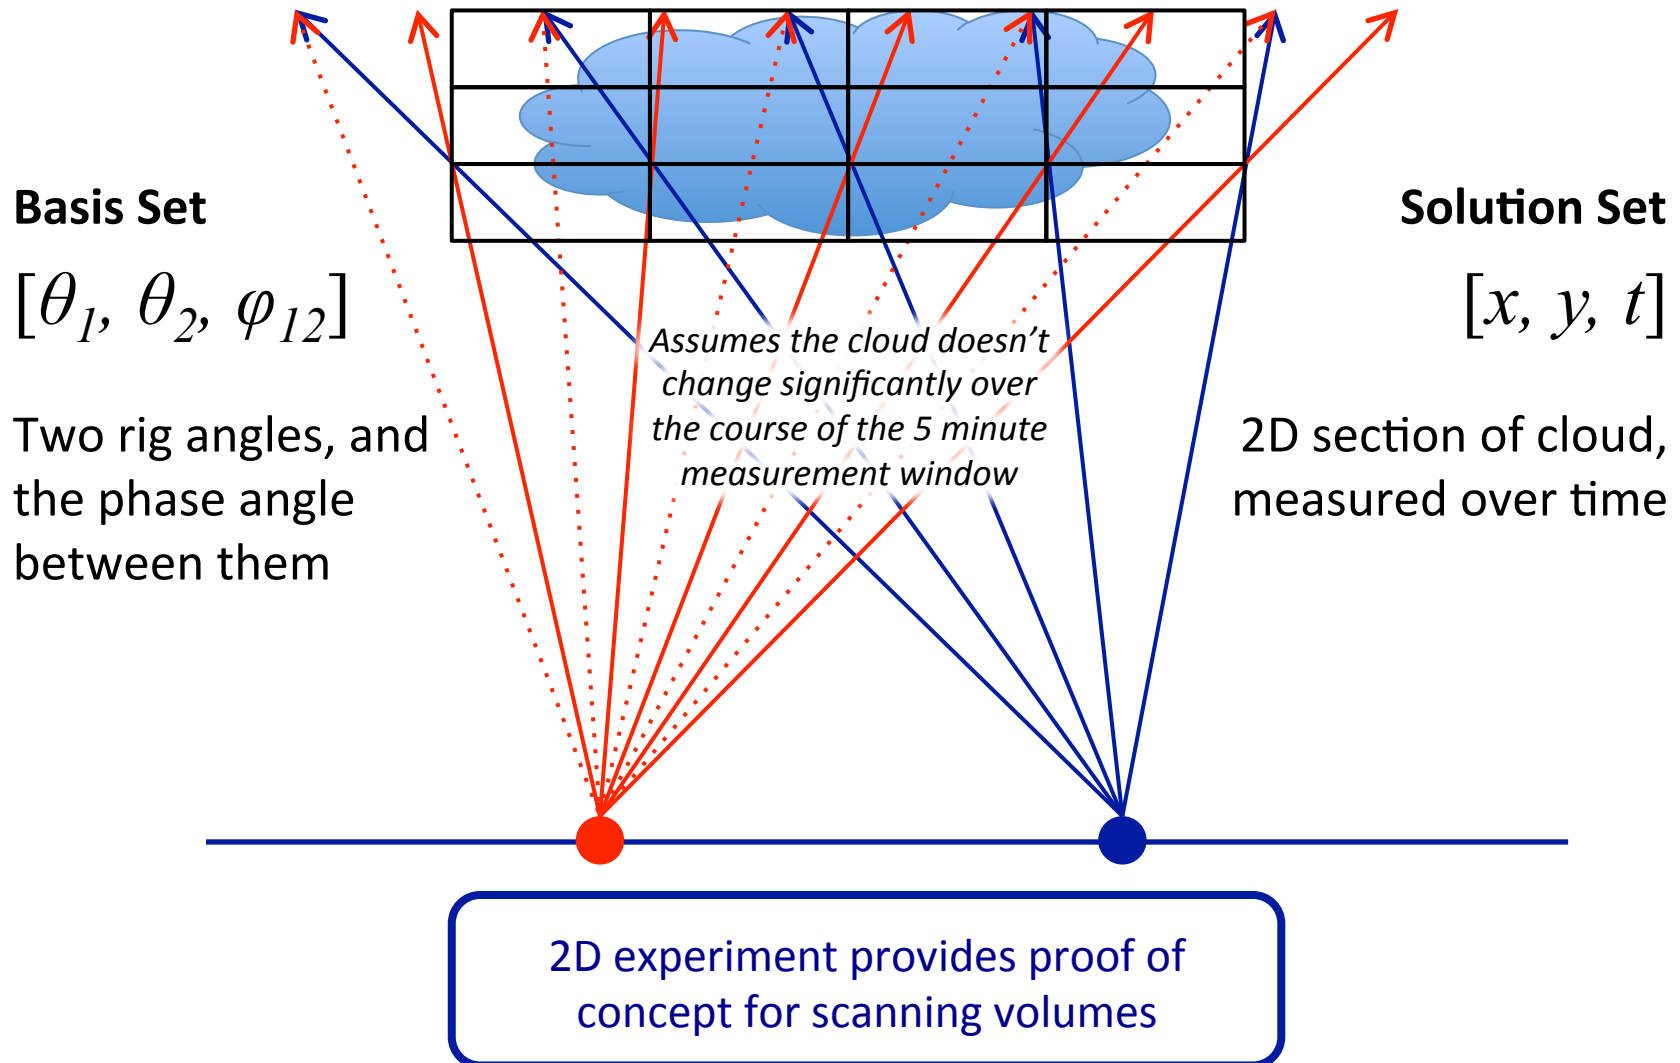 Basis Set
[θ1, θ2, φ12]
Two rig angles, and
the phase angle
between them
Assumes the cloud doesn't
change significantly over
the course of the 5 minute
measurement window
Solution Set
[x, y, t]
2D section of cloud,
measured over time
2D experiment provides proof of
concept for scanning volumes